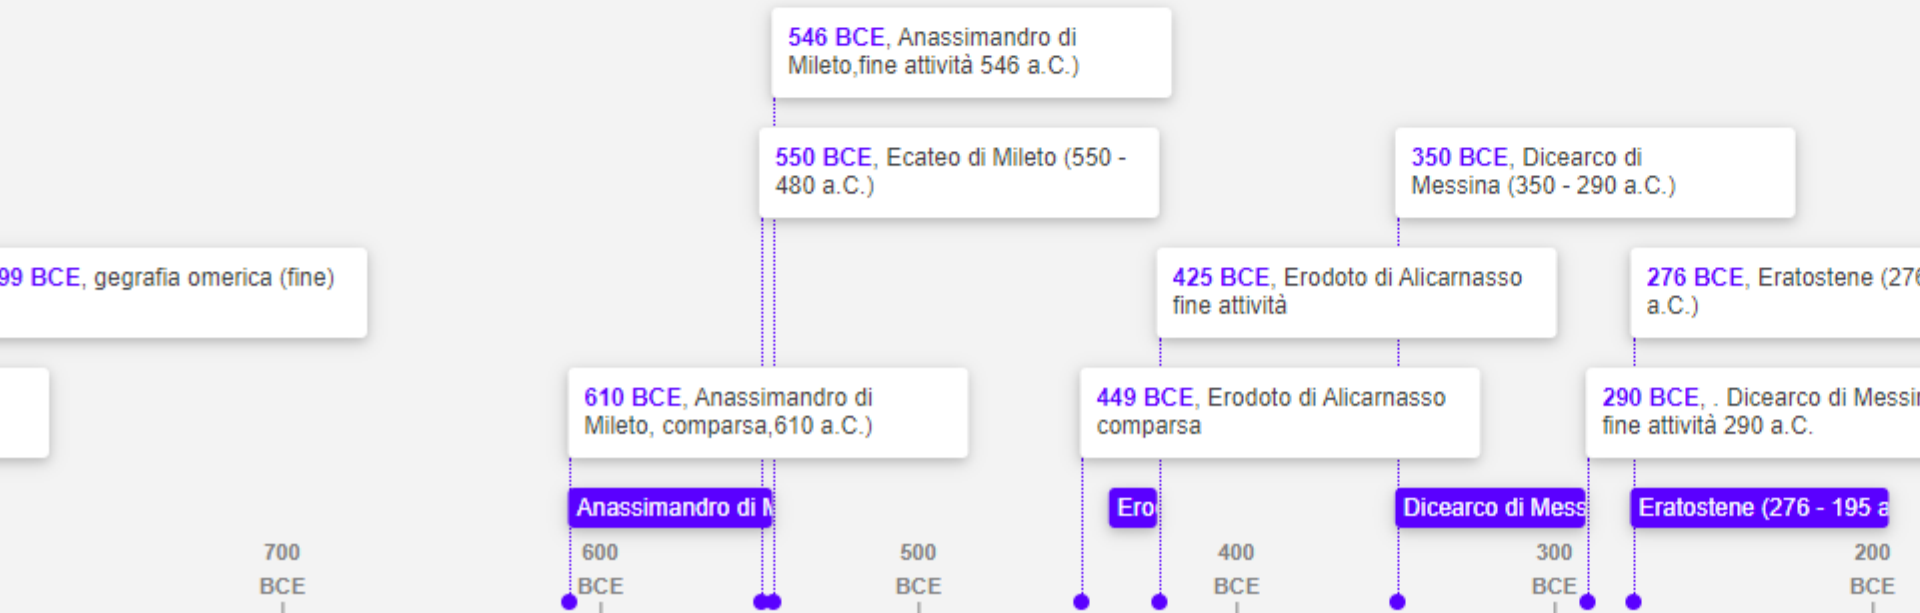 546 BCE, Anassimandro di
Mileto,fine attività 546 a.C.)
550 BCE, Ecateo di Mileto (550 -
480 a.C.)
350 BCE, Dicearco di
Messina (350 - 290 a.C.)
99 BCE, gegrafia omerica (fine)
425 BCE, Erodoto di Alicarnasso
fine attività
276 BCE, Eratostene (276
a.C.)
610 BCE, Anassimandro di
Mileto, comparsa,610 a.C.)
449 BCE, Erodoto di Alicarnasso
comparsa
290 BCE, . Dicearco di Messin
fine attività 290 a.C.
Anassimandro di M
Ero
Dicearco di Mess
Eratostene (276 - 195 a
700
BCE
600
BCE
500
BCE
400
BCE
300
BCE
200
BCE